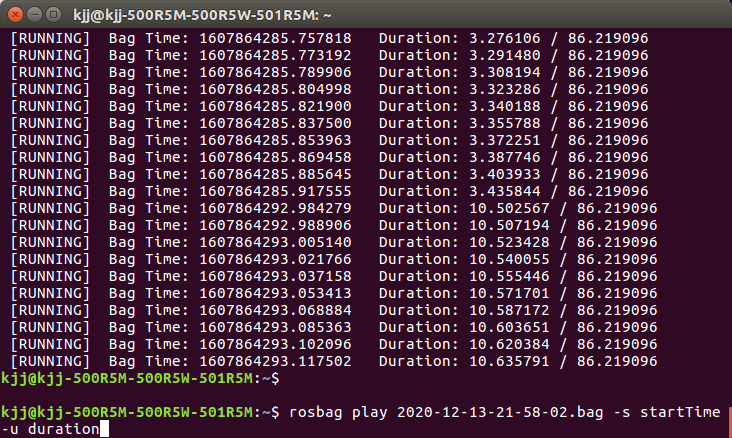 kjj@kjj-500R5M-500R5W-501R5M: ~
[RUNNING]  Bag Time: 1607864285.757818   Duration: 3.276106 / 86.219096
[RUNNING]  Bag Time: 1607864285.773192   Duration: 3.291480 / 86.219096
[RUNNING]  Bag Time: 1607864285.789906   Duration: 3.308194 / 86.219096
[RUNNING]  Bag Time: 1607864285.804998   Duration: 3.323286 / 86.219096
[RUNNING]  Bag Time: 1607864285.821900   Duration: 3.340188 / 86.219096
[RUNNING]  Bag Time: 1607864285.837500   Duration: 3.355788 / 86.219096
[RUNNING]  Bag Time: 1607864285.853963   Duration: 3.372251 / 86.219096
[RUNNING]  Bag Time: 1607864285.869458   Duration: 3.387746 / 86.219096
[RUNNING]  Bag Time: 1607864285.885645   Duration: 3.403933 / 86.219096
[RUNNING]  Bag Time: 1607864285.917555   Duration: 3.435844 / 86.219096
[RUNNING]  Bag Time: 1607864292.984279   Duration: 10.502567 / 86.219096
[RUNNING]  Bag Time: 1607864292.988906   Duration: 10.507194 / 86.219096
[RUNNING]  Bag Time: 1607864293.005140   Duration: 10.523428 / 86.219096
[RUNNING]  Bag Time: 1607864293.021766   Duration: 10.540055 / 86.219096
[RUNNING]  Bag Time: 1607864293.037158   Duration: 10.555446 / 86.219096
[RUNNING]  Bag Time: 1607864293.053413   Duration: 10.571701 / 86.219096
[RUNNING]  Bag Time: 1607864293.068884   Duration: 10.587172 / 86.219096
[RUNNING]  Bag Time: 1607864293.085363   Duration: 10.603651 / 86.219096
[RUNNING]  Bag Time: 1607864293.102096   Duration: 10.620384 / 86.219096
[RUNNING]  Bag Time: 1607864293.117502   Duration: 10.635791 / 86.219096
kjj@kjj-500R5M-500R5W-501R5M:~$
kjj@kjj-500R5M-500R5W-501R5M:~$ rosbag play 2020-12-13-21-58-02.bag -s startTime
-u duration